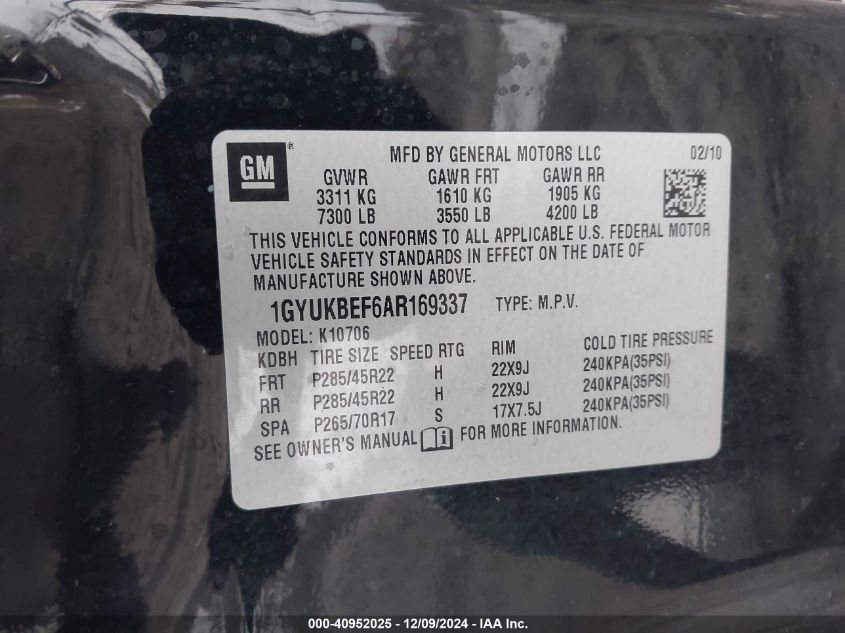 GM
MFD BY GENERAL MOTORS LLC 02/10
GVWR GAWR FRT GAWR RR
3311 KG 1610 KG 1905 KG
7300 LB 3550 LB 4200 LB
THIS VEHICLE CONFORMS TO ALL APPLICABLE U.S. FEDERAL MOTOR
VEHICLE SAFETY STANDARDS IN EFFECT ON THE DATE OF
MANUFACTURE SHOWN ABOVE.
1GYUKBEF6AR169337 TYPE: M.P.V.
MODEL: K10706
KDBH TIRE SIZE SPEED RTG RIM COLD TIRE PRESSURE
FRT P285/45R22 H 22X9J 240KPA(35PSI)
RR P285/45R22 H 22X9J 240KPA(35PSI)
SPA P265/70R17 S 17X7.5J 240KPA(35PSI)
SEE OWNER'S MANUAL FOR MORE INFORMATION.
000-40952025 - 12/09/2024 - IAA Inc.